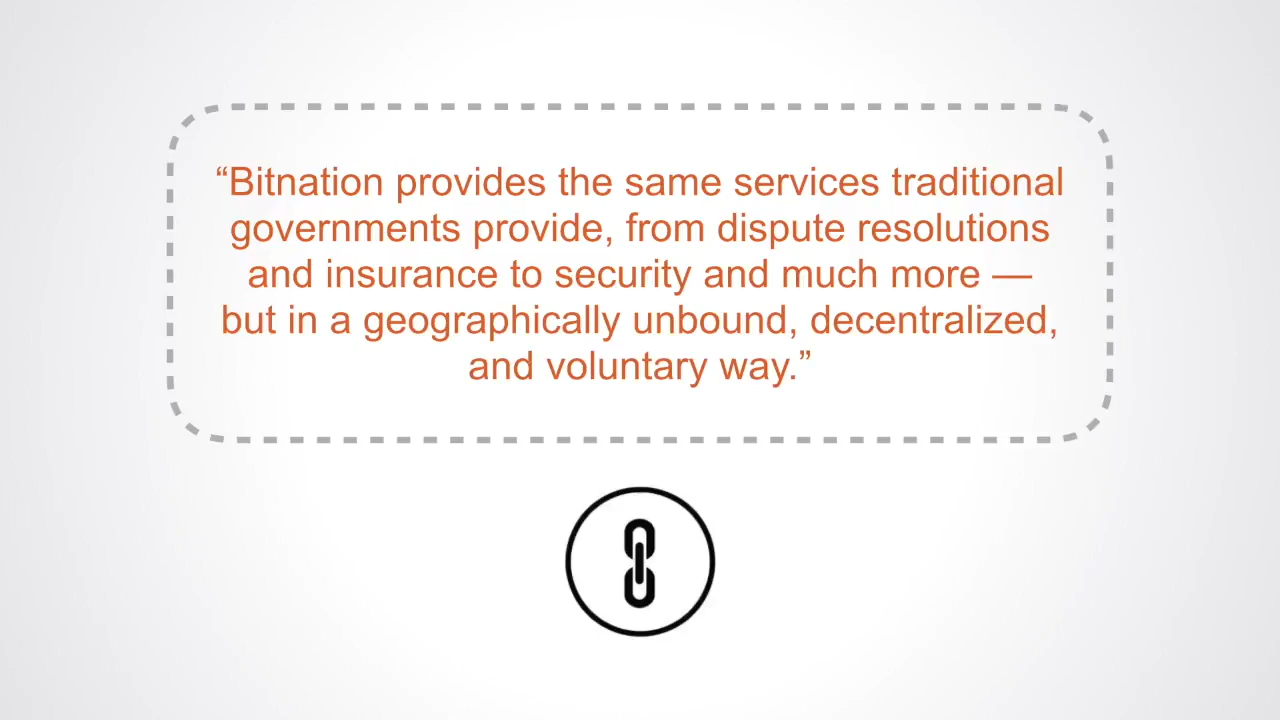 “Bitnation provides the same services traditional
governments provide, from dispute resolutions
and insurance to security and much more —
but in a geographically unbound, decentralized,
and voluntary way.”